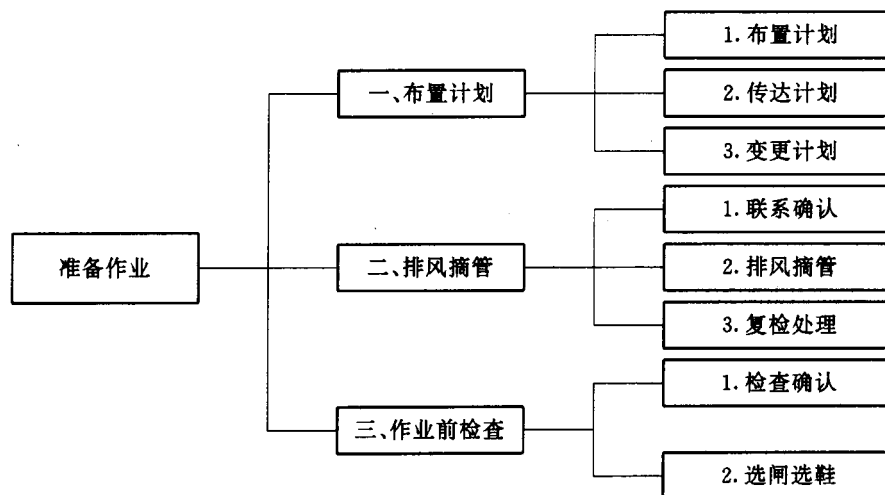 准备作业
一、布置计划
1.布置计划
2.传达计划
3.变更计划
二、排风摘管
1.联系确认
2.排风摘管
3.复检处理
三、作业前检查
1.检查确认
2.选闸选鞋